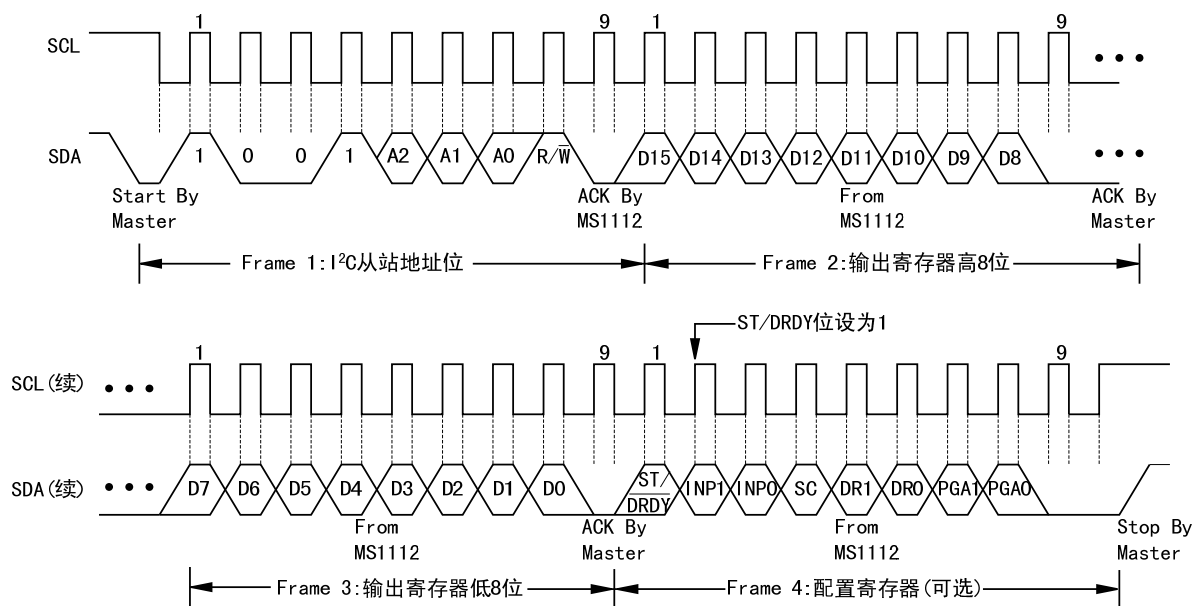 1 9 1 9
SCL
SDA
1 0 0 1 A2 A1 A0 R/W̅ D15 D14 D13 D12 D11 D10 D9 D8
Start By
Master
ACK By
MS1112
From
MS1112
ACK By
Master
Frame 1:I²C从站地址位
Frame 2:输出寄存器高8位
ST/DRDY位设为1
1 9 1 9
SCL(续)
SDA(续)
D7 D6 D5 D4 D3 D2 D1 D0 ST/D̅R̅D̅Y̅ INP1 INP0 SC DR1 DR0 PGA1 PGA0
From
MS1112
ACK By
Master
From
MS1112
Stop By
Master
Frame 3:输出寄存器低8位
Frame 4:配置寄存器(可选)